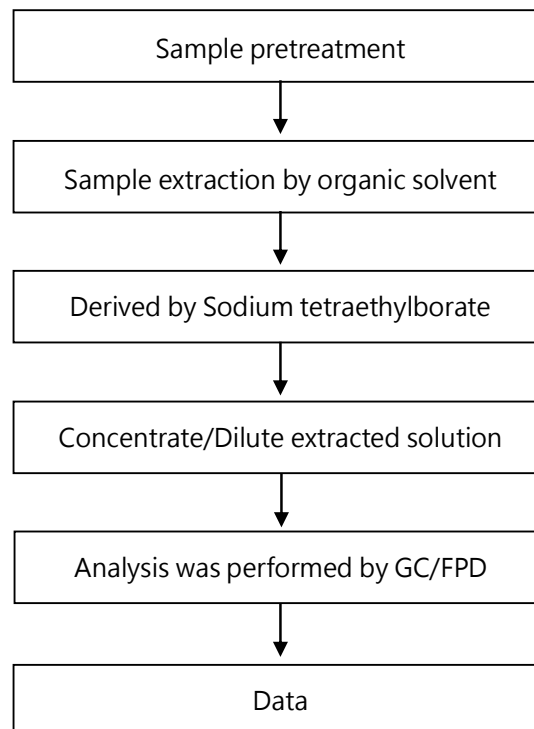 Sample pretreatment
Sample extraction by organic solvent
Derived by Sodium tetraethylborate
Concentrate/Dilute extracted solution
Analysis was performed by GC/FPD
Data